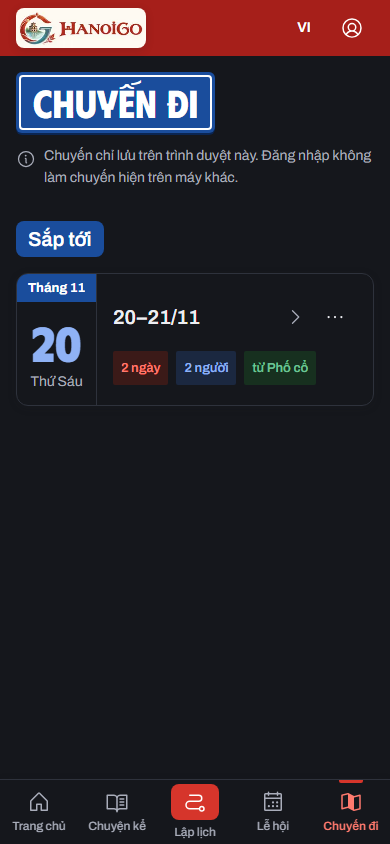 HANOIGO
VI
CHUYẾN ĐI
Chuyến chỉ lưu trên trình duyệt này. Đăng nhập không
làm chuyến hiện trên máy khác.
Sắp tới
Tháng 11
20
Thứ Sáu
20–21/11
2 ngày
2 người
từ Phố cổ
Trang chủ
Chuyện kể
Lập lịch
Lễ hội
Chuyến đi